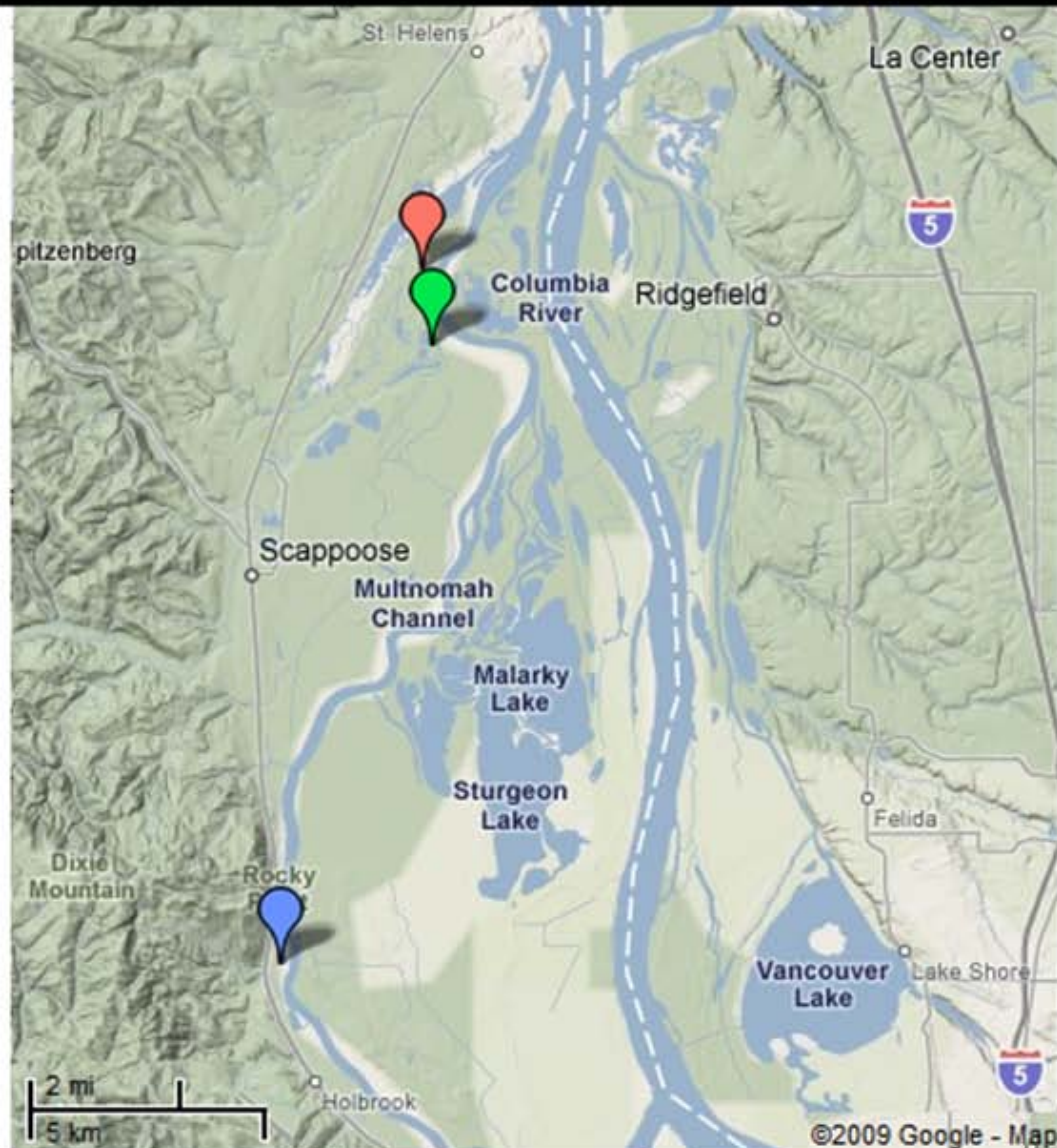 St. Helens
La Center
5
pitzenberg
Columbia
River
Ridgefield
Scappoose
Multnomah
Channel
Malarky
Lake
Sturgeon
Lake
Felida
Dixie
Mountain
Rocky
Vancouver
Lake
Lake Shore
5
2 mi
5 km
Holbrook
©2009 Google - Map